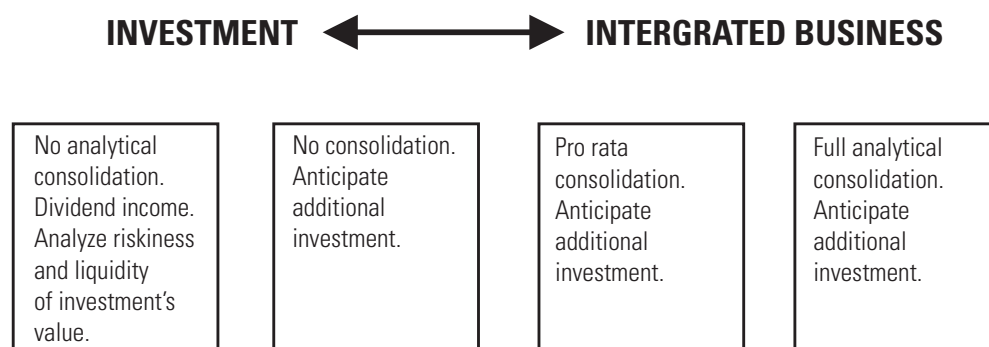 INVESTMENT INTERGRATED BUSINESS
No analytical
consolidation.
Dividend income.
Analyze riskiness
and liquidity
of investment's
value.
No consolidation.
Anticipate
additional
investment.
Pro rata
consolidation.
Anticipate
additional
investment.
Full analytical
consolidation.
Anticipate
additional
investment.